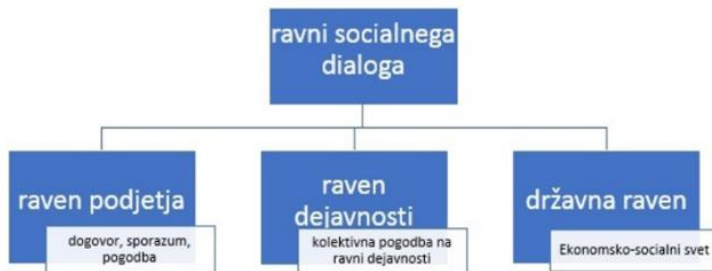 ravni socialnega
dialoga
raven podjetja
dogovor, sporazum,
pogodba
raven
dejavnosti
kolektivna pogodba na
ravni dejavnosti
državna raven
Ekonomsko-socialni svet